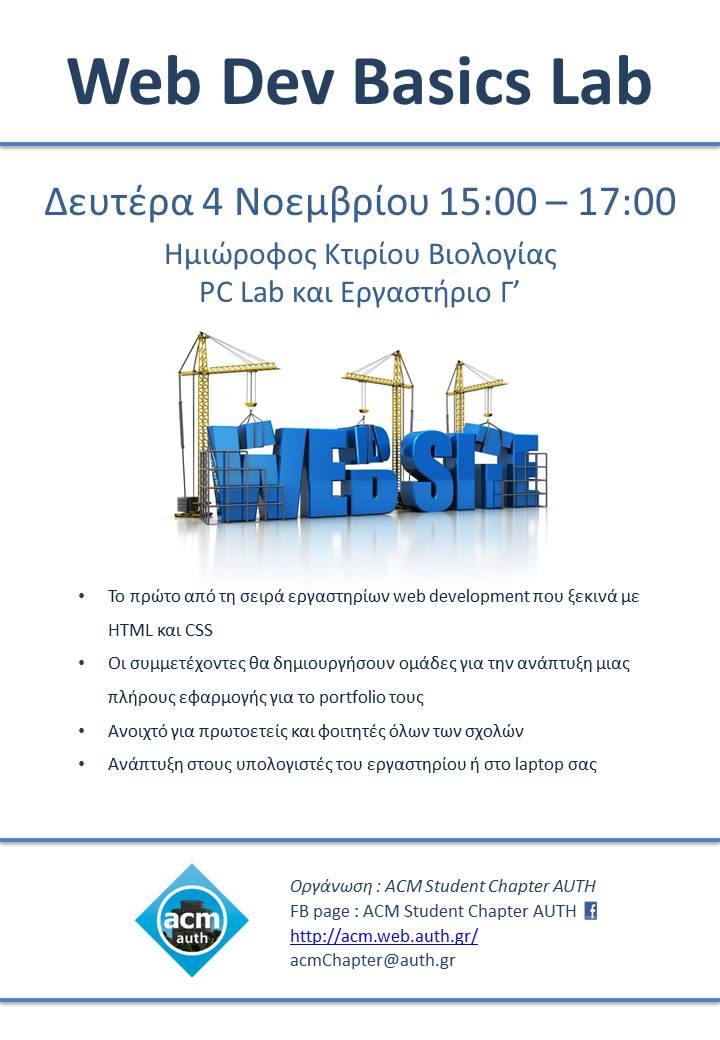 Web Dev Basics Lab
Δευτέρα 4 Νοεμβρίου 15:00 – 17:00
Ημιώροφος Κτιρίου Βιολογίας
PC Lab και Εργαστήριο Γ’
WEBSITE
• Το πρώτο από τη σειρά εργαστηρίων web development που ξεκινά με
HTML και CSS
• Οι συμμετέχοντες θα δημιουργήσουν ομάδες για την ανάπτυξη μιας
πλήρους εφαρμογής για το portfolio τους
• Ανοιχτό για πρωτοετείς και φοιτητές όλων των σχολών
• Ανάπτυξη στους υπολογιστές του εργαστηρίου ή στο laptop σας
acm
auth
Οργάνωση : ACM Student Chapter AUTH
FB page : ACM Student Chapter AUTH f
http://acm.web.auth.gr/
acmChapter@auth.gr